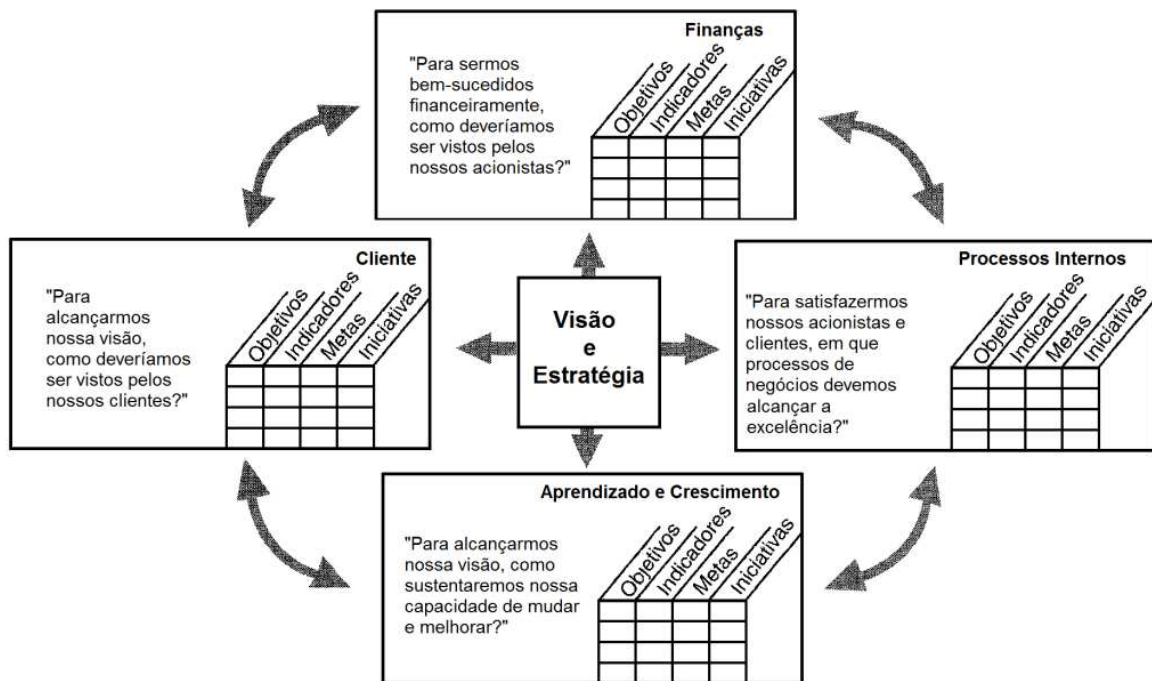 Finanças
"Para sermos
bem-sucedidos
financeiramente,
como deveríamos
ser vistos pelos
nossos acionistas?"
Objetivos
Indicadores
Metas
Iniciativas
Cliente
"Para
alcançarmos
nossa visão,
como deveríamos
ser vistos pelos
nossos clientes?"
Objetivos
Indicadores
Metas
Iniciativas
Visão
e
Estratégia
Processos Internos
"Para satisfazermos
nossos acionistas e
clientes, em que
processos de
negócios devemos
alcançar a
excelência?"
Objetivos
Indicadores
Metas
Iniciativas
Aprendizado e Crescimento
"Para alcançarmos
nossa visão, como
sustentaremos nossa
capacidade de mudar
e melhorar?"
Objetivos
Indicadores
Metas
Iniciativas